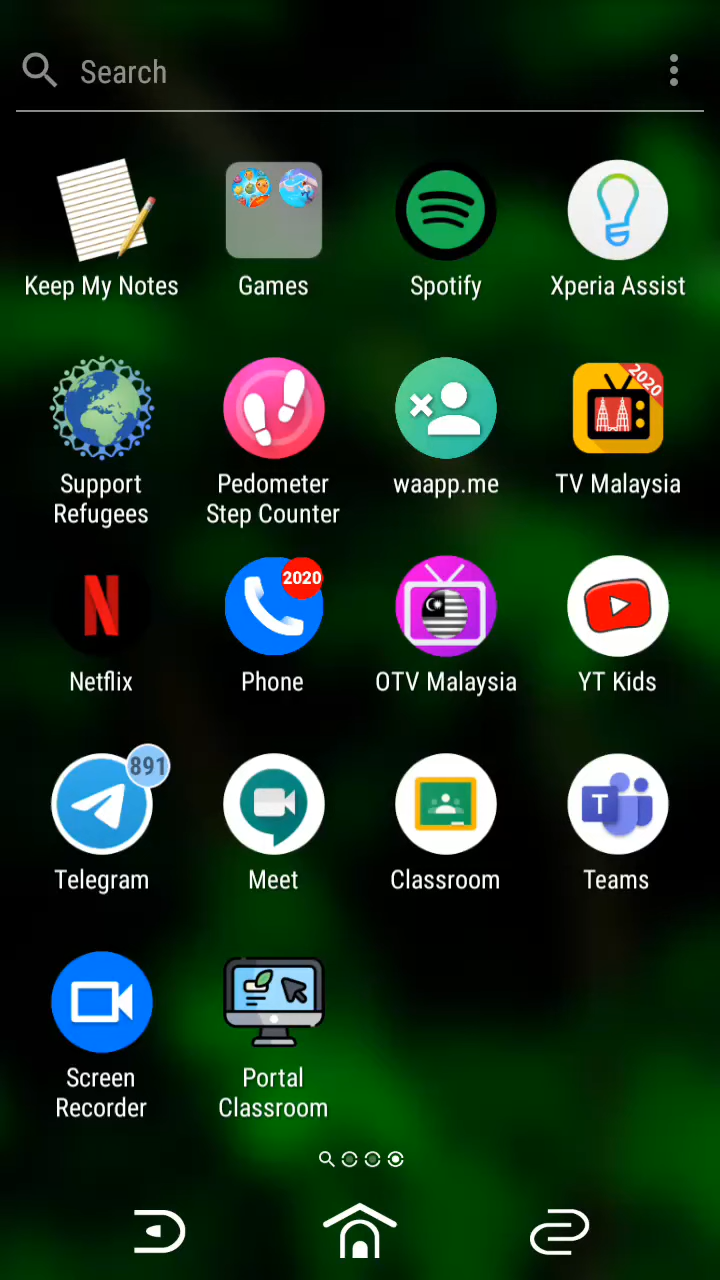 Search
Keep My Notes
Games
Spotify
Xperia Assist
2020
Support
Refugees
Pedometer
Step Counter
waapp.me
TV Malaysia
N
2020
Netflix
Phone
OTV Malaysia
YT Kids
891
T
Telegram
Meet
Classroom
Teams
Screen
Recorder
Portal
Classroom